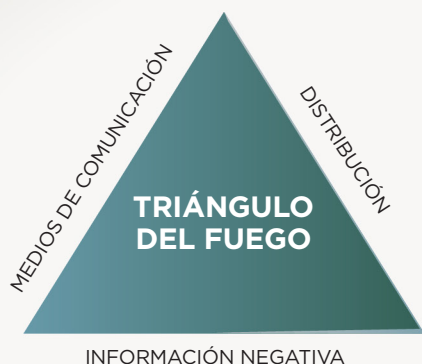 MEDIOS DE COMUNICACIÓN
DISTRIBUCIÓN
TRIÁNGULO
DEL FUEGO
INFORMACIÓN NEGATIVA